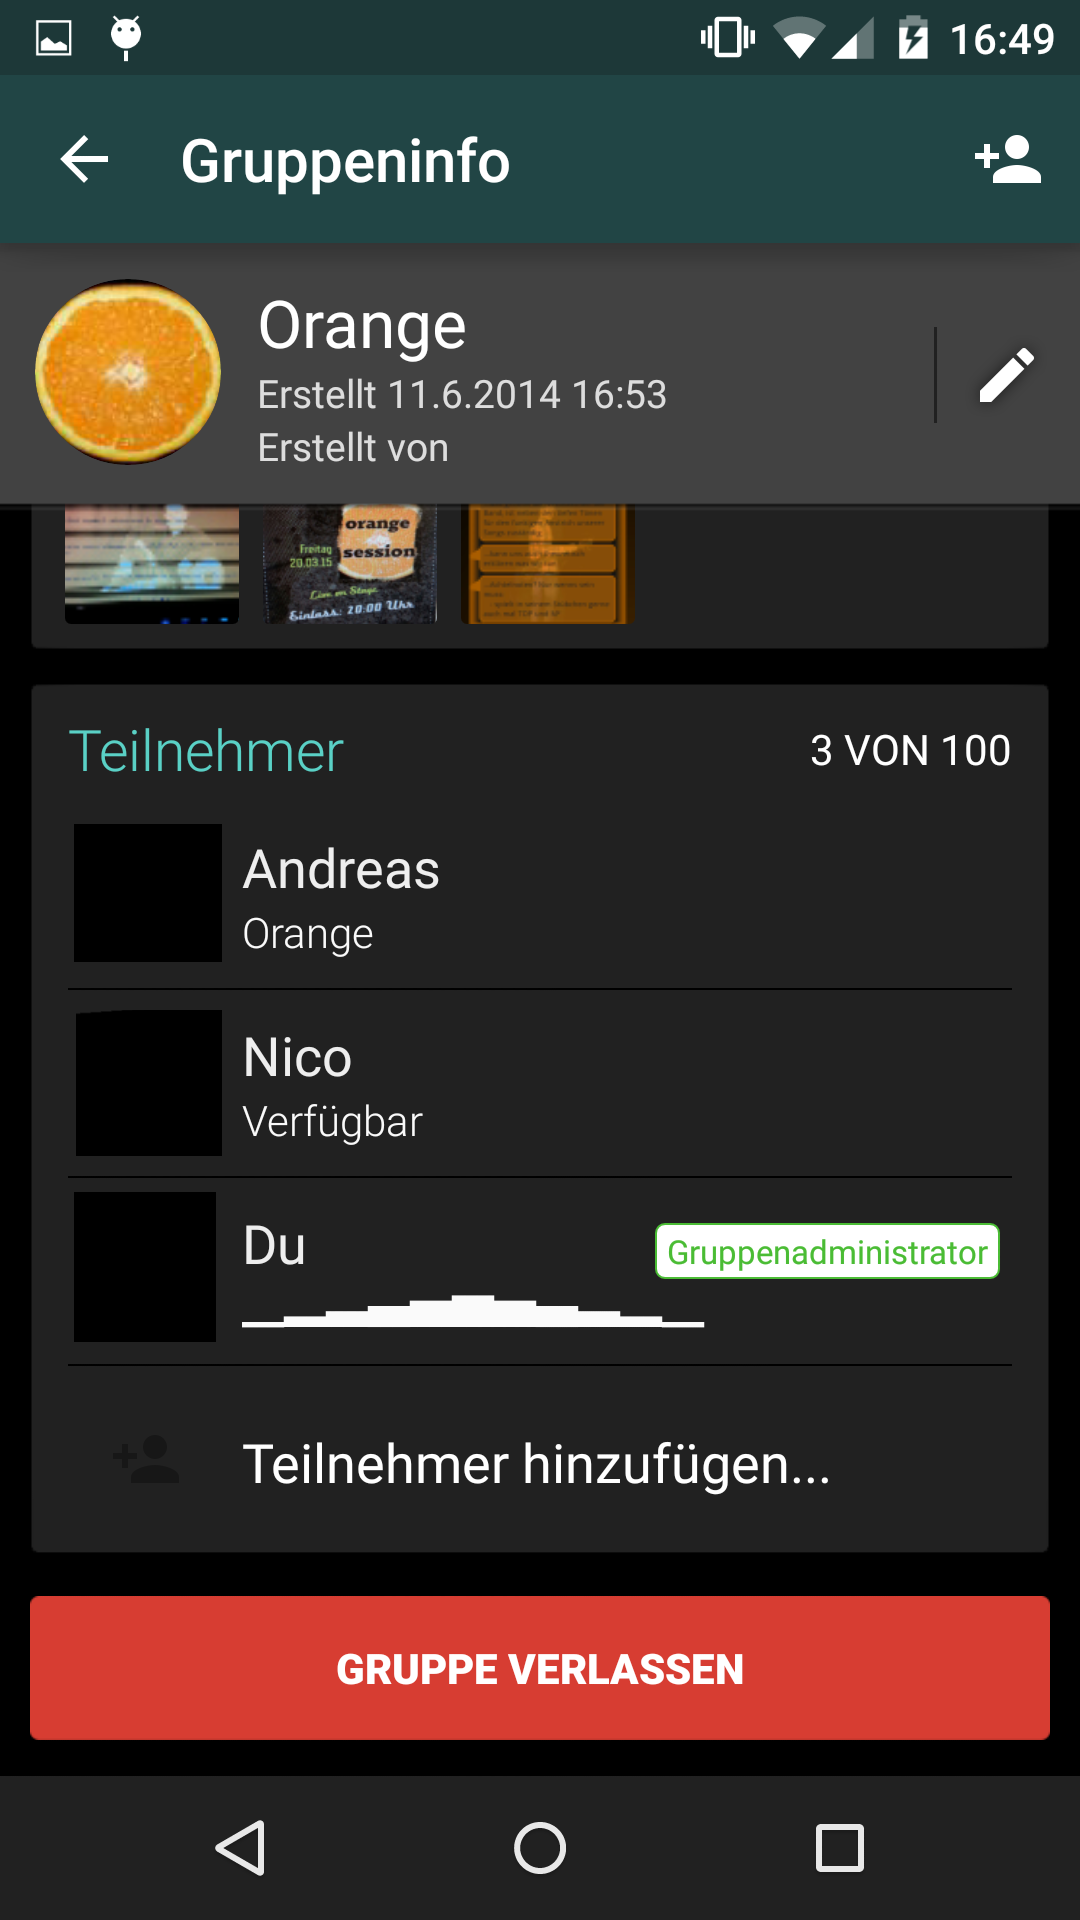 16:49
Gruppeninfo
Orange
Erstellt 11.6.2014 16:53
Erstellt von
orange
session
Freitag
20.03.15
Live on Stage
Einlass: 20:00 Uhr
Teilnehmer
3 VON 100
Andreas
Orange
Nico
Verfügbar
Du
Gruppenadministrator
Teilnehmer hinzufügen...
GRUPPE VERLASSEN